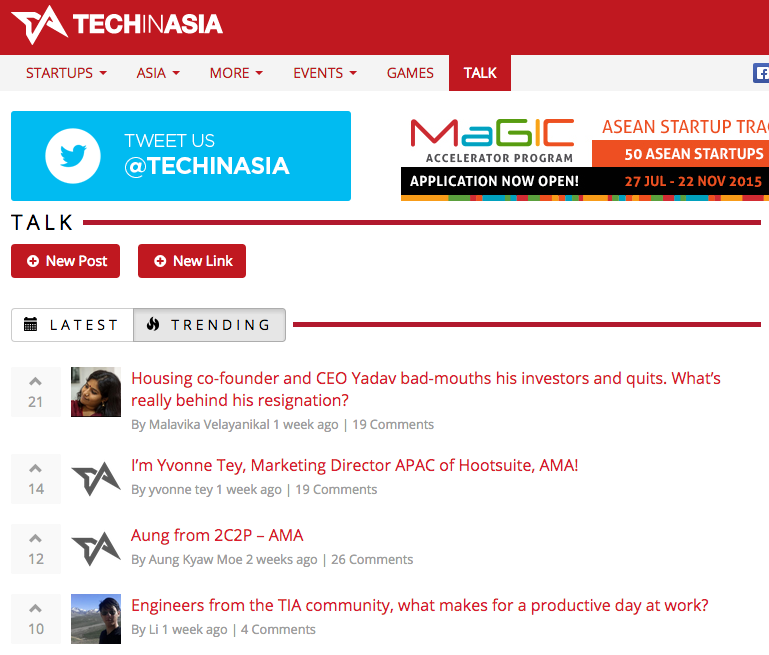 TECHINASIA
STARTUPS ASIA MORE EVENTS GAMES TALK
TWEET US
@TECHINASIA
MaGIC
ACCELERATOR PROGRAM
APPLICATION NOW OPEN!
ASEAN STARTUP TRA
50 ASEAN STARTUPS
27 JUL - 22 NOV 2015
TALK
New Post New Link
LATEST TRENDING
21
Housing co-founder and CEO Yadav bad-mouths his investors and quits. What’s
really behind his resignation?
By Malavika Velayanikal 1 week ago | 19 Comments
14
I’m Yvonne Tey, Marketing Director APAC of Hootsuite, AMA!
By yvonne tey 1 week ago | 19 Comments
12
Aung from 2C2P – AMA
By Aung Kyaw Moe 2 weeks ago | 26 Comments
10
Engineers from the TIA community, what makes for a productive day at work?
By Li 1 week ago | 4 Comments